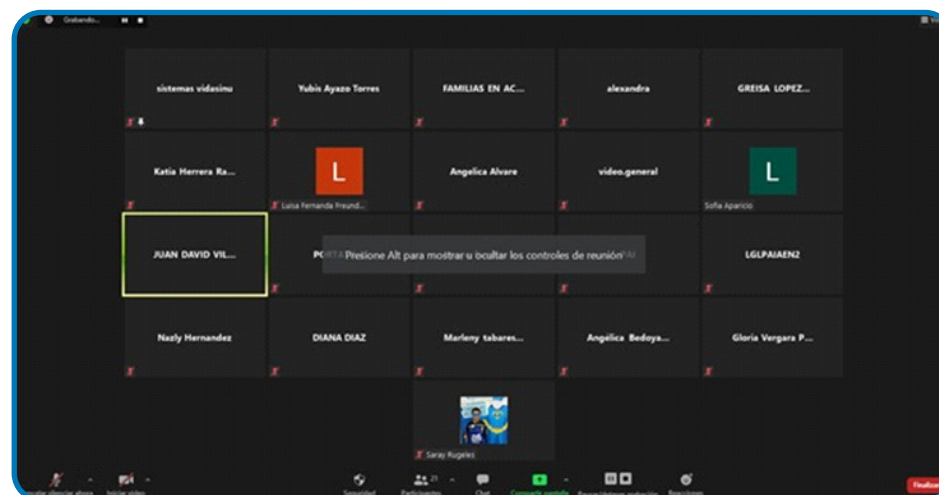 Grabando...
sistemas vidasinu
Yubis Ayazo Torres
FAMILIAS EN AC...
alexandra
GREISA LOPEZ...
Katia Herrera Ra...
L
Luisa Fernanda Freund...
Angelica Alvare
video.general
L
Sofia Aparicio
JUAN DAVID VIL...
Presione Alt para mostrar u ocultar los controles de reunión
LGLPAIAEN2
Nazly Hernandez
DIANA DIAZ
Marleny tabares...
Angélica Bedoya...
Gloria Vergara P...
Saray Rugeles
Iniciar video
Seguridad
21
Participantes
Chat
Compartir pantalla
Reacciones
Finalizar